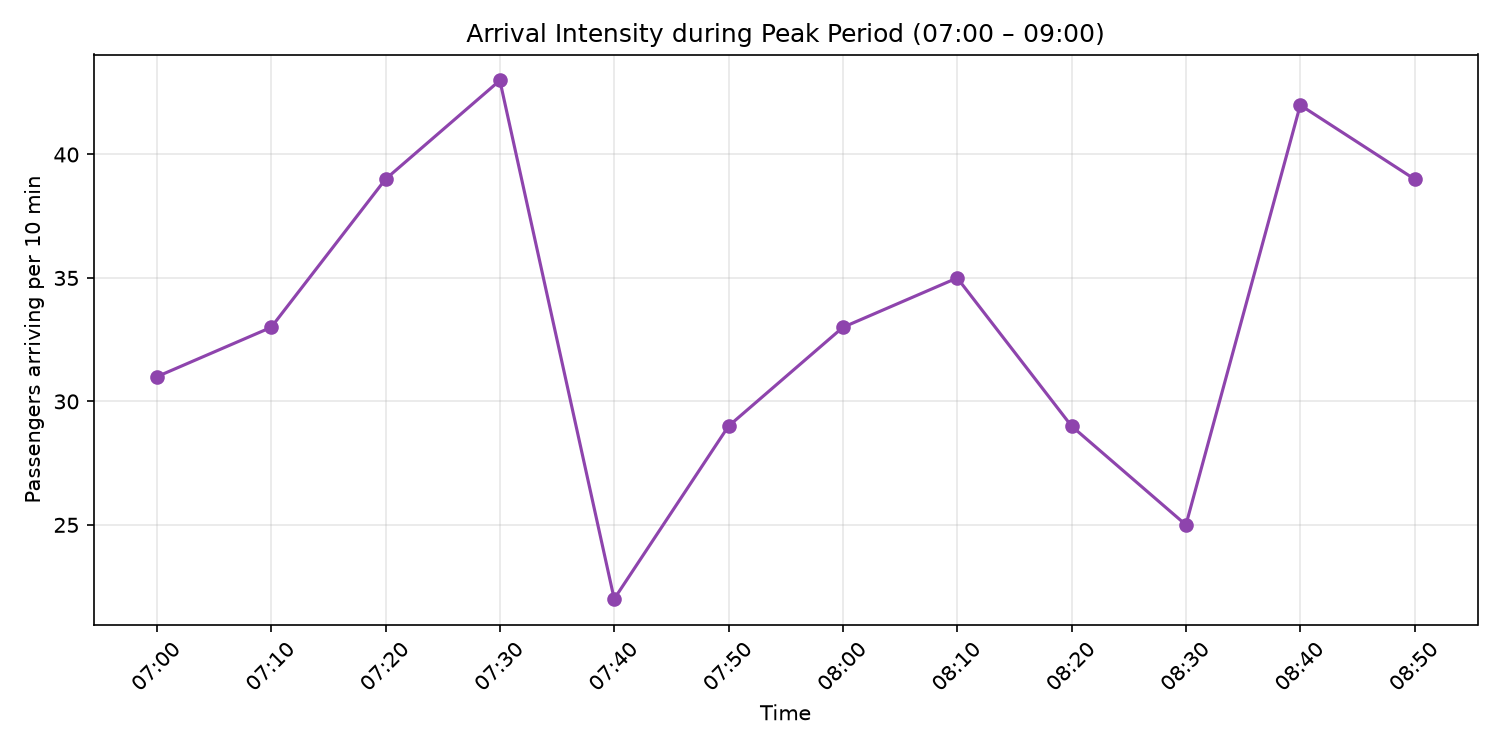 Arrival Intensity during Peak Period (07:00 – 09:00)
Passengers arriving per 10 min
40
35
30
25
07:00 07:10 07:20 07:30 07:40 07:50 08:00 08:10 08:20 08:30 08:40 08:50
Time